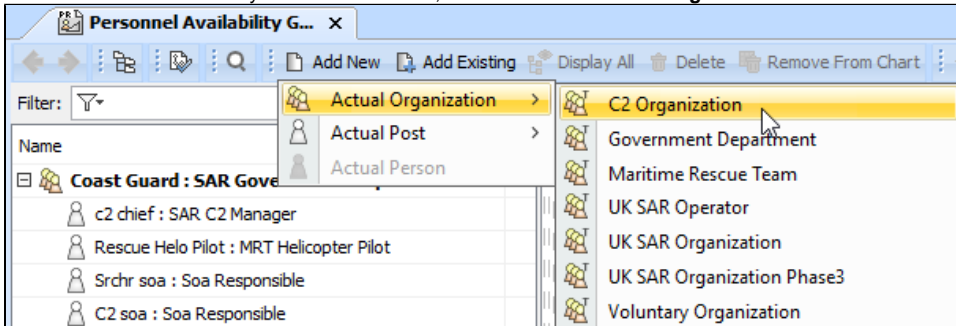 Personnel Availability G... X
Add New Add Existing Display All Delete Remove From Chart
Filter:
Actual Organization >
Actual Post >
Actual Person
C2 Organization
Government Department
Maritime Rescue Team
UK SAR Operator
UK SAR Organization
UK SAR Organization Phase3
Voluntary Organization
Name
Coast Guard : SAR Gove
c2 chief : SAR C2 Manager
Rescue Helo Pilot : MRT Helicopter Pilot
Srchr soa : Soa Responsible
C2 soa : Soa Responsible